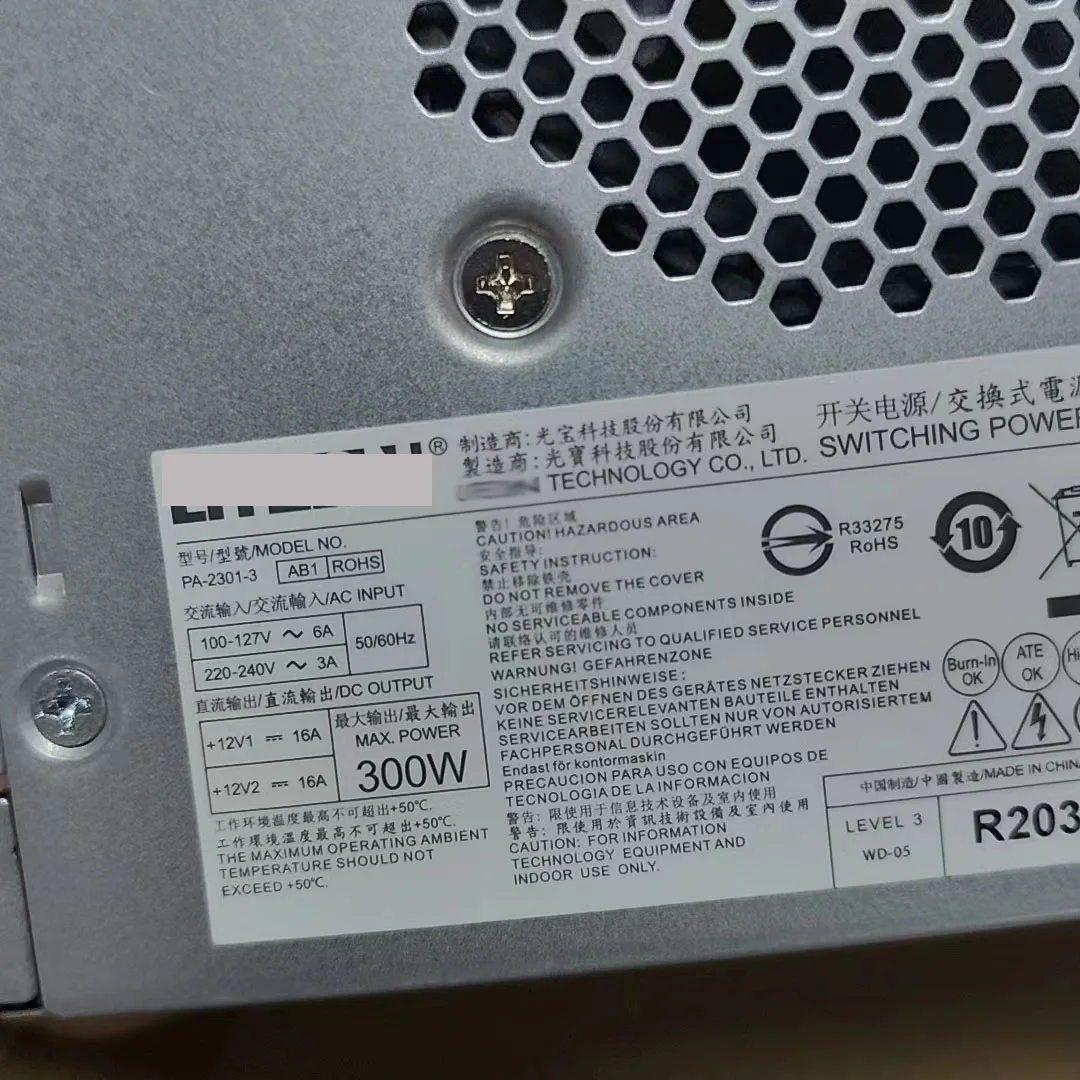 ®
制造商:光宝科技股份有限公司
製造商:光寶科技股份有限公司
TECHNOLOGY CO., LTD.
开关电源/交換式電源
SWITCHING POWER
型号/型號/MODEL NO.
PA-2301-3 AB1 ROHS
交流输入/交流輸入/AC INPUT
100-127V ～ 6A
220-240V ～ 3A
50/60Hz
直流输出/直流輸出/DC OUTPUT
+12V1 ⎓ 16A
+12V2 ⎓ 16A
最大输出/最大輸出
MAX. POWER
300W
工作环境温度最高不可超出+50℃.
工作環境溫度最高不可超出+50℃.
THE MAXIMUM OPERATING AMBIENT
TEMPERATURE SHOULD NOT
EXCEED +50℃.
警告! 危险区域
CAUTION! HAZARDOUS AREA
安全指导:
SAFETY INSTRUCTION:
禁止移除铁壳
DO NOT REMOVE THE COVER
内部无可维修零件
NO SERVICEABLE COMPONENTS INSIDE
请联络认可的维修人员
REFER SERVICING TO QUALIFIED SERVICE PERSONNEL
WARNUNG! GEFAHRENZONE
SICHERHEITSHINWEISE:
VOR DEM ÖFFNEN DES GERÄTES NETZSTECKER ZIEHEN
KEINE SERVICERELEVANTEN BAUTEILE ENTHALTEN
SERVICEARBEITEN SOLLTEN NUR VON AUTORISIERTEM
FACHPERSONAL DURCHGEFÜHRT WERDEN
Endast för kontormaskin
PRECAUCION PARA USO CON EQUIPOS DE
TECNOLOGIA DE LA INFORMACION
警告: 限使用于信息技术设备及室内使用
警告: 限使用於資訊技術設備及室內使用
CAUTION: FOR INFORMATION
TECHNOLOGY EQUIPMENT AND
INDOOR USE ONLY.
R33275
RoHS
10
Burn-In
OK
ATE
OK
中国制造/中國製造/MADE IN CHINA
LEVEL 3
WD-05
R203